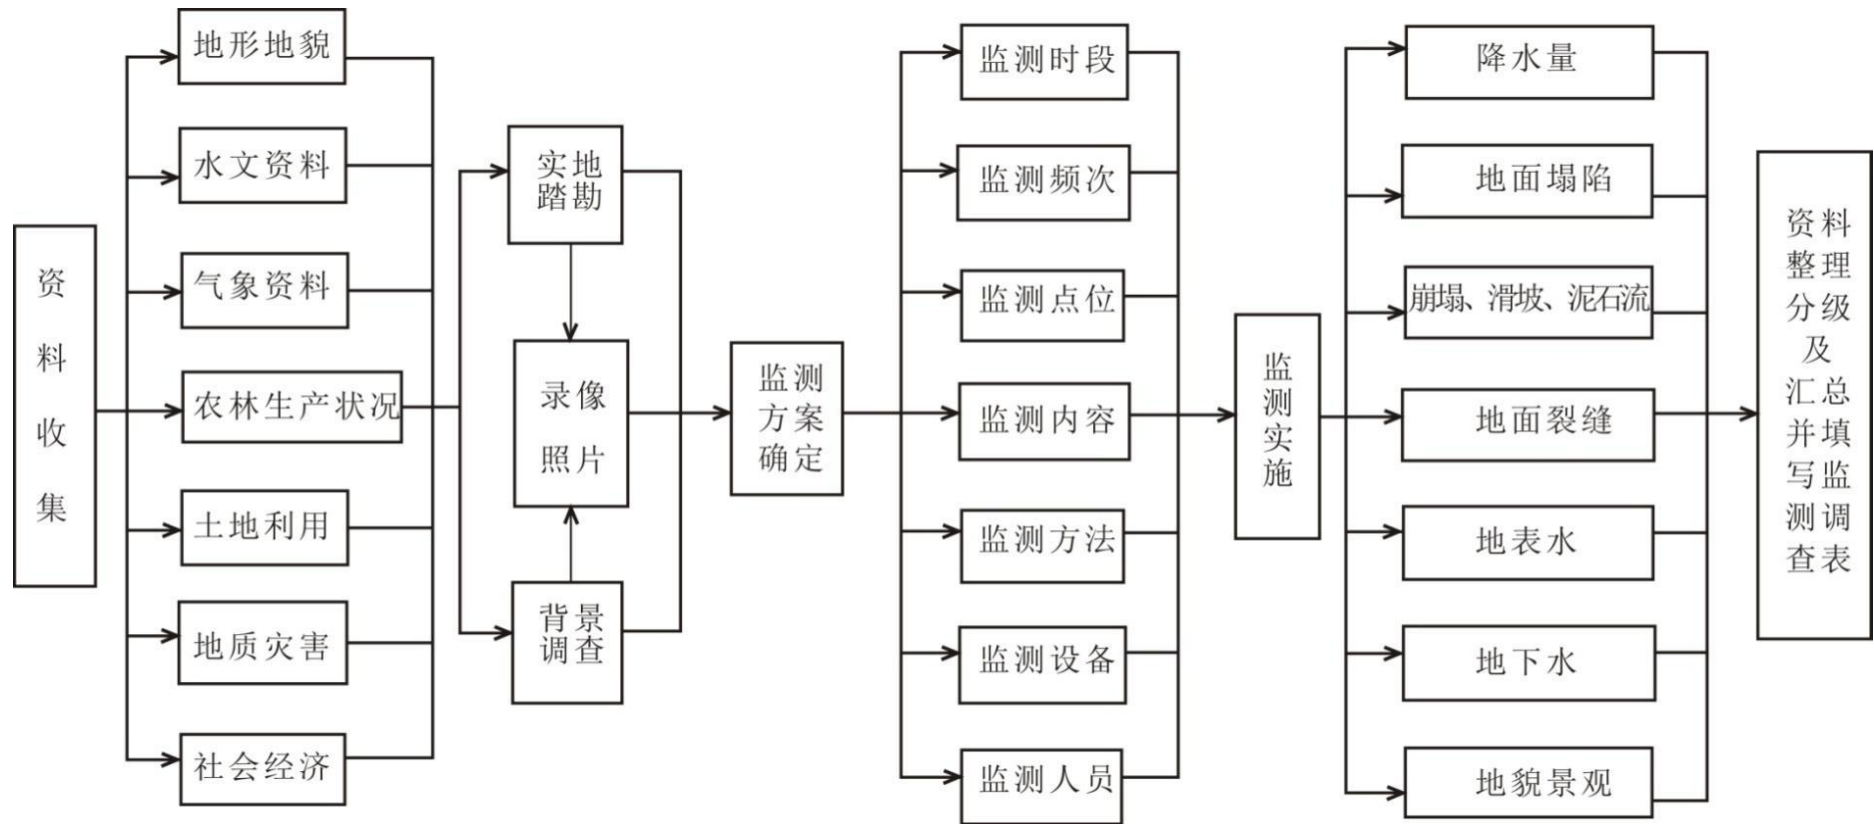 资
料
收
集
地形地貌
水文资料
气象资料
农林生产状况
土地利用
地质灾害
社会经济
实地
踏勘
录像
照片
背景
调查
监测
方案
确定
监测时段
监测频次
监测点位
监测内容
监测方法
监测设备
监测人员
监
测
实
施
降水量
地面塌陷
崩塌、滑坡、泥石流
地面裂缝
地表水
地下水
地貌景观
资料
整理
分级
及
汇总
并填
写监
测调
查表